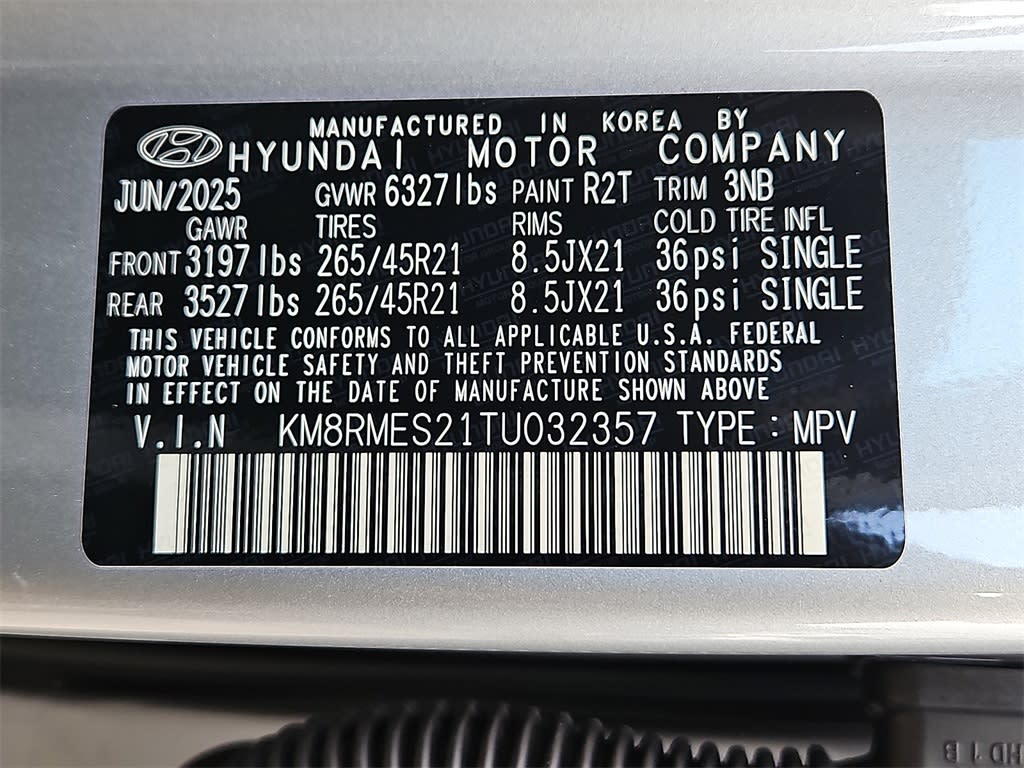 MANUFACTURED IN KOREA BY
HYUNDAI MOTOR COMPANY
JUN/2025 GVWR 6327lbs PAINT R2T TRIM 3NB
GAWR TIRES RIMS COLD TIRE INFL
FRONT 3197lbs 265/45R21 8.5JX21 36psi SINGLE
REAR 3527lbs 265/45R21 8.5JX21 36psi SINGLE
THIS VEHICLE CONFORMS TO ALL APPLICABLE U.S.A. FEDERAL
MOTOR VEHICLE SAFETY AND THEFT PREVENTION STANDARDS
IN EFFECT ON THE DATE OF MANUFACTURE SHOWN ABOVE
V.I.N KM8RMES21TU032357 TYPE : MPV